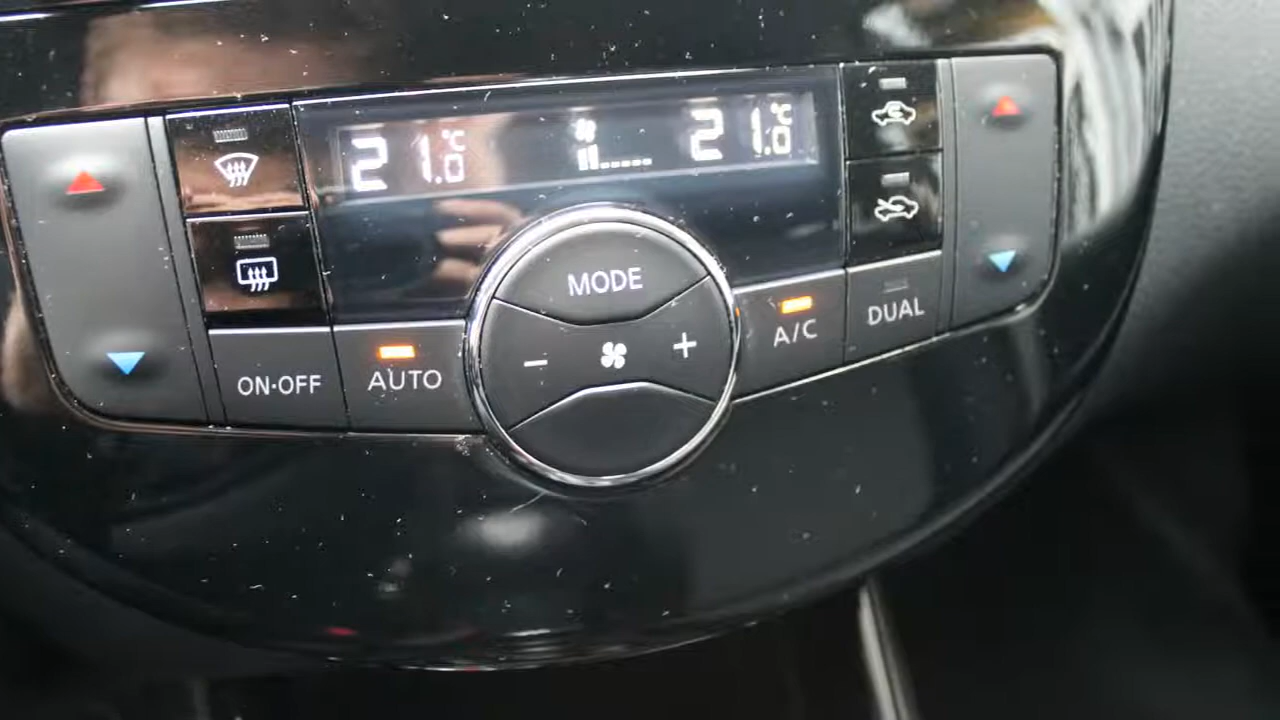 21.0 °C
21.0 °C
MODE
− +
ON·OFF
AUTO
A/C
DUAL